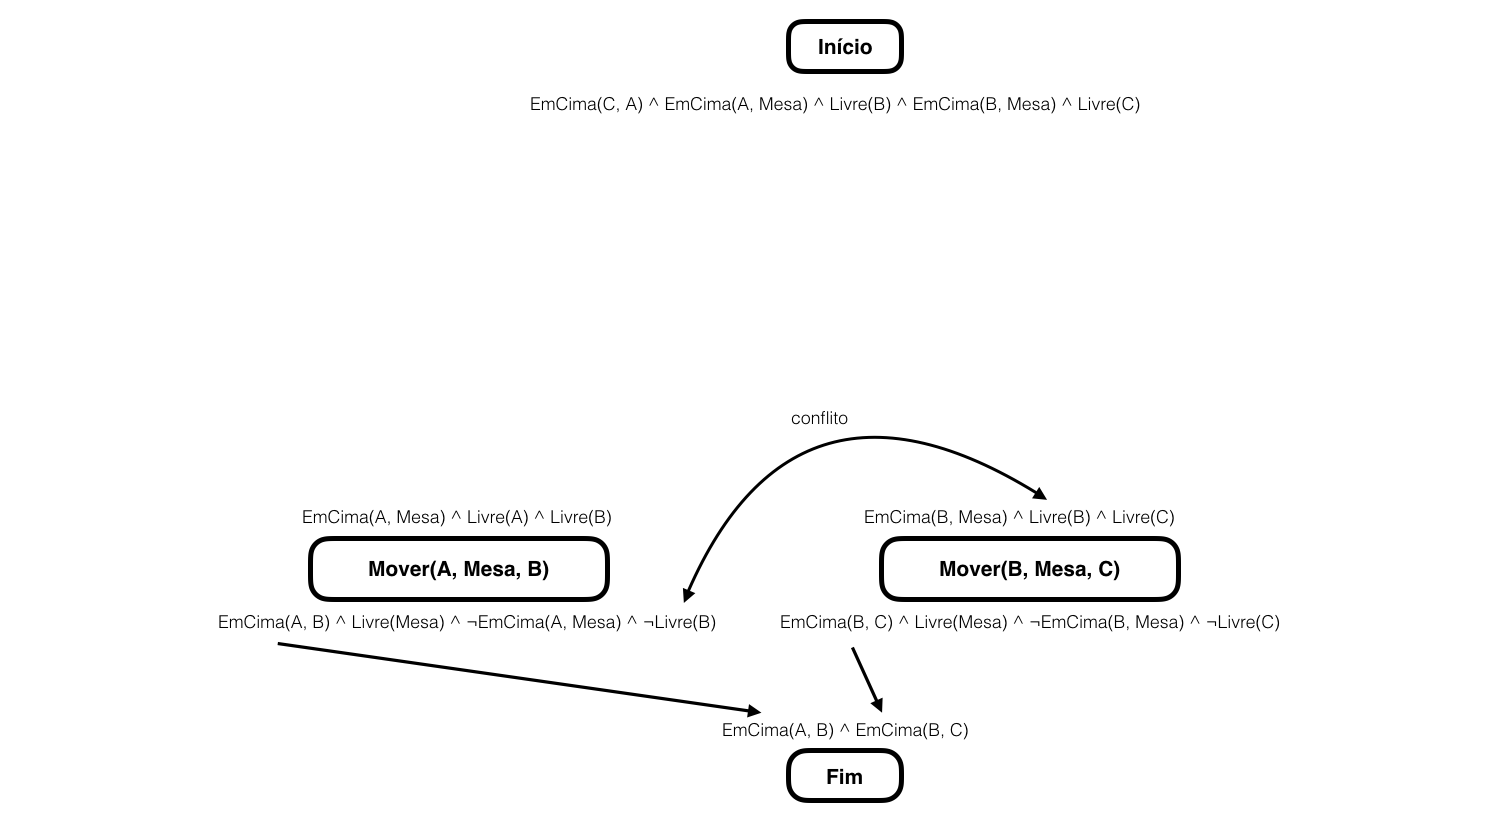 Início
EmCima(C, A) ^ EmCima(A, Mesa) ^ Livre(B) ^ EmCima(B, Mesa) ^ Livre(C)
conflito
EmCima(A, Mesa) ^ Livre(A) ^ Livre(B)
EmCima(B, Mesa) ^ Livre(B) ^ Livre(C)
Mover(A, Mesa, B)
Mover(B, Mesa, C)
EmCima(A, B) ^ Livre(Mesa) ^ ¬EmCima(A, Mesa) ^ ¬Livre(B)
EmCima(B, C) ^ Livre(Mesa) ^ ¬EmCima(B, Mesa) ^ ¬Livre(C)
EmCima(A, B) ^ EmCima(B, C)
Fim